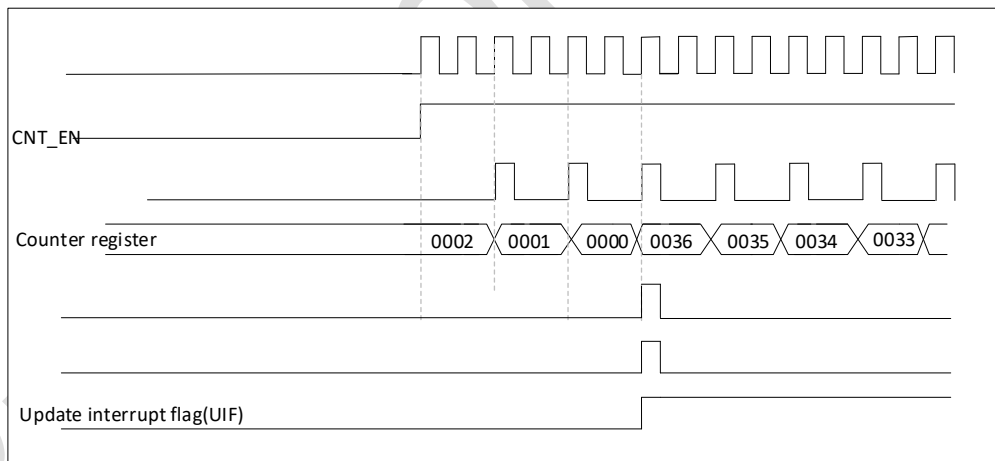 CNT_EN
Counter register
0002 0001 0000 0036 0035 0034 0033
Update interrupt flag(UIF)